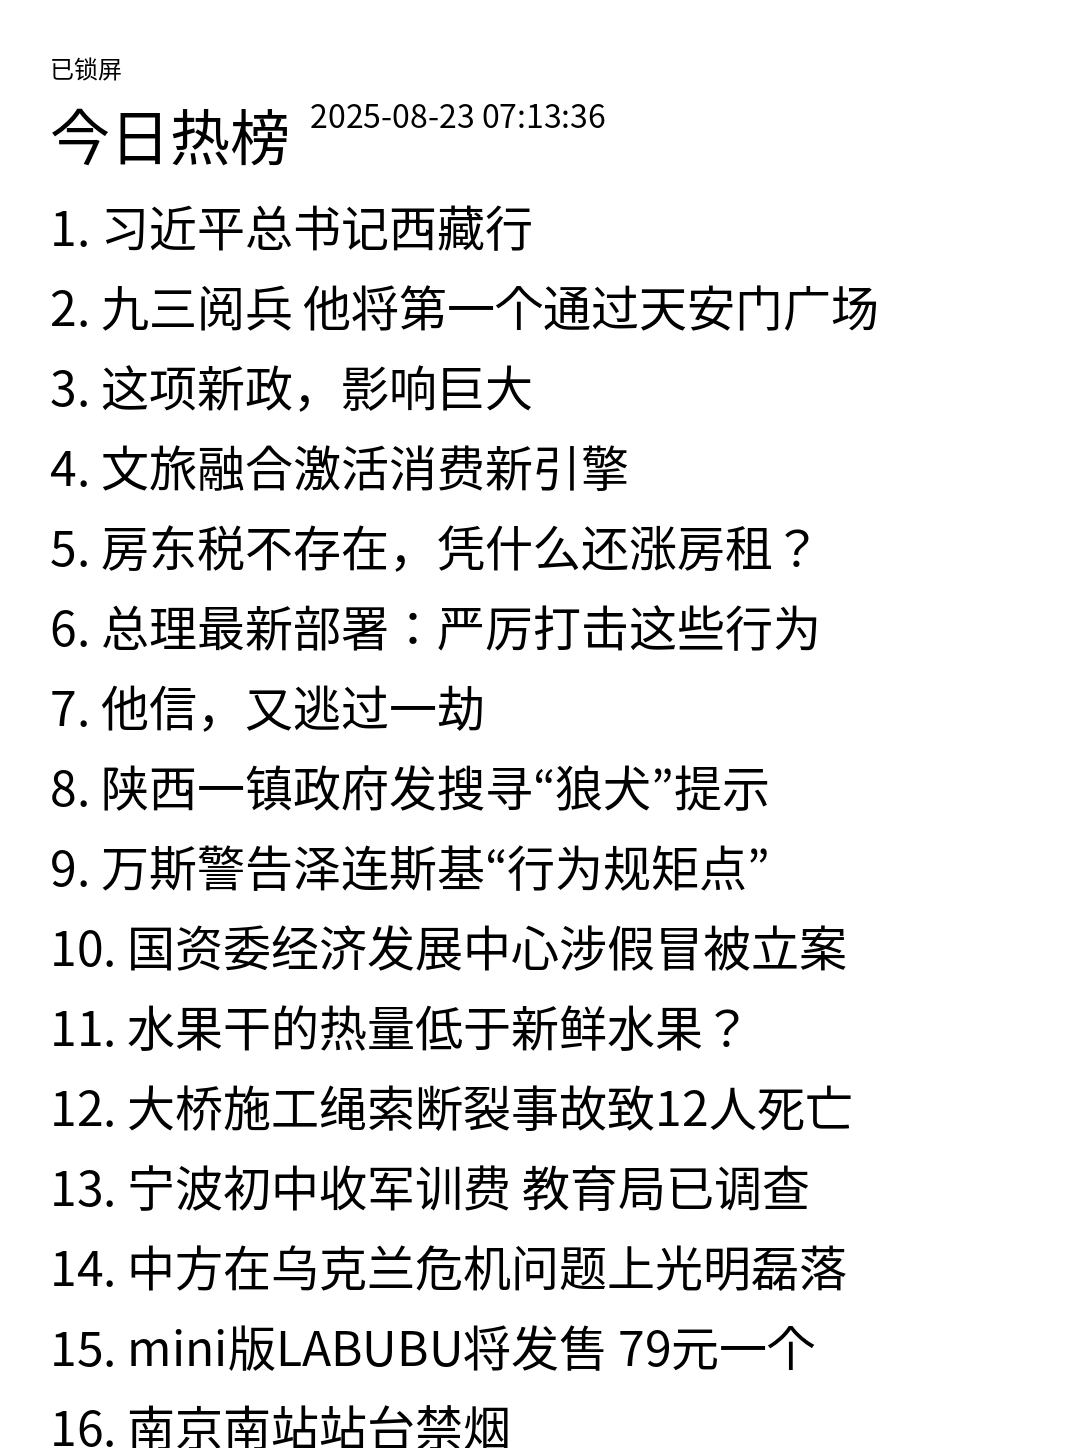 已锁屏
今日热榜 2025-08-23 07:13:36
1. 习近平总书记西藏行
2. 九三阅兵 他将第一个通过天安门广场
3. 这项新政，影响巨大
4. 文旅融合激活消费新引擎
5. 房东税不存在，凭什么还涨房租？
6. 总理最新部署：严厉打击这些行为
7. 他信，又逃过一劫
8. 陕西一镇政府发搜寻“狼犬”提示
9. 万斯警告泽连斯基“行为规矩点”
10. 国资委经济发展中心涉假冒被立案
11. 水果干的热量低于新鲜水果？
12. 大桥施工绳索断裂事故致12人死亡
13. 宁波初中收军训费 教育局已调查
14. 中方在乌克兰危机问题上光明磊落
15. mini版LABUBU将发售 79元一个
16. 南京南站站台禁烟